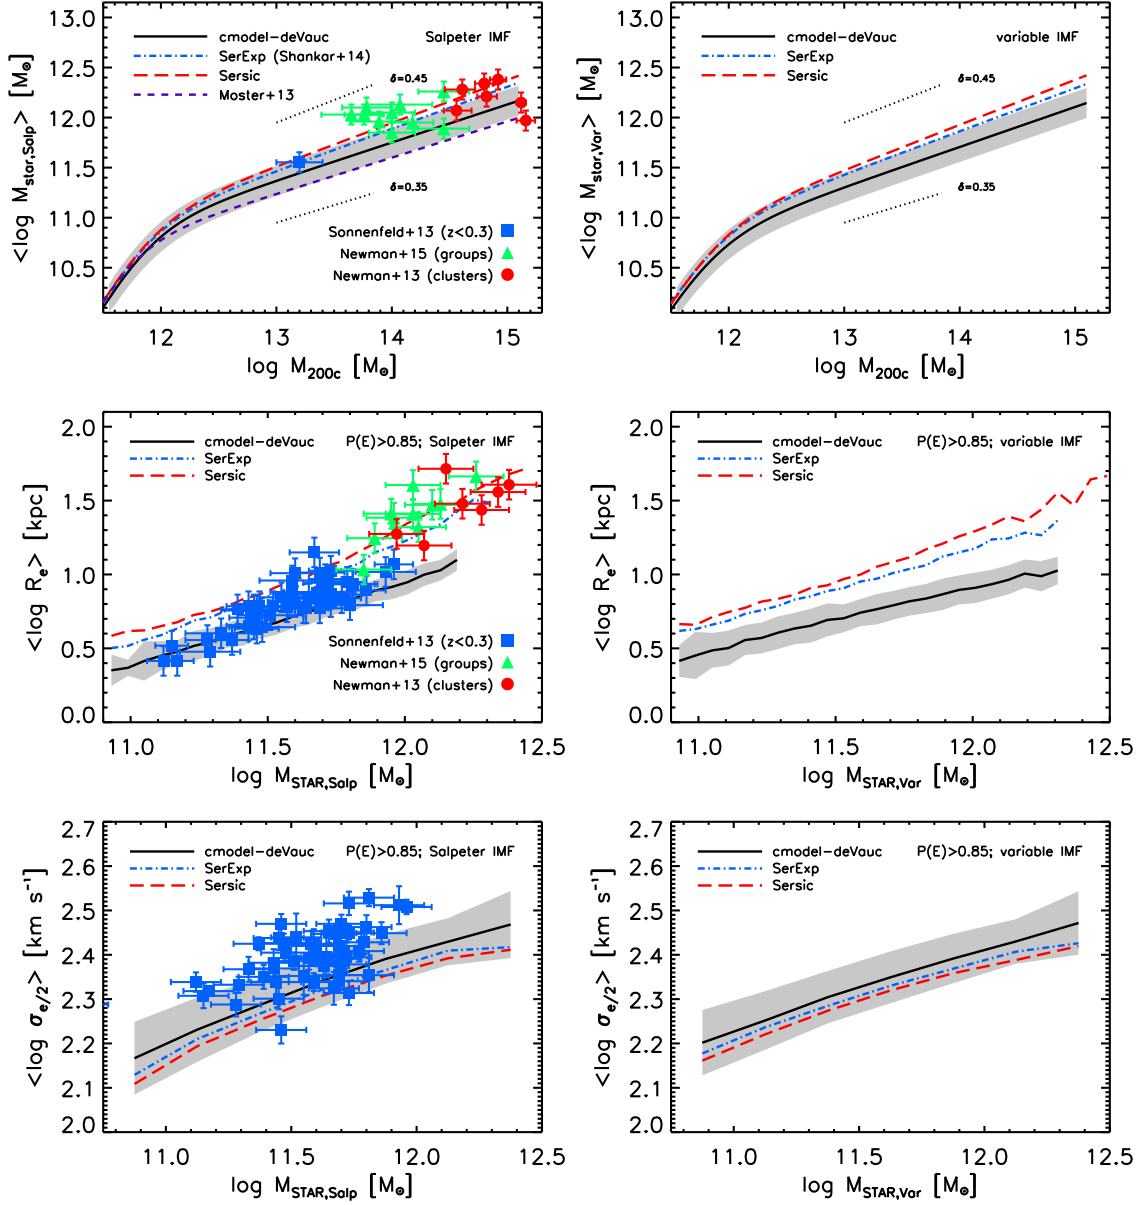 cmodel-deVauc
SerExp (Shankar+14)
Sersic
Moster+13
Salpeter IMF
δ=0.45
δ=0.35
Sonnenfeld+13 (z<0.3)
Newman+15 (groups)
Newman+13 (clusters)
<log M_star,Salp> [M⊙]
13.0
12.5
12.0
11.5
11.0
10.5
12 13 14 15
log M_200c [M⊙]
cmodel-deVauc
SerExp
Sersic
variable IMF
δ=0.45
δ=0.35
<log M_star,Var> [M⊙]
13.0
12.5
12.0
11.5
11.0
10.5
12 13 14 15
log M_200c [M⊙]
cmodel-deVauc
SerExp
Sersic
P(E)>0.85; Salpeter IMF
Sonnenfeld+13 (z<0.3)
Newman+15 (groups)
Newman+13 (clusters)
<log R_e> [kpc]
2.0
1.5
1.0
0.5
0.0
11.0 11.5 12.0 12.5
log M_STAR,Salp [M⊙]
cmodel-deVauc
SerExp
Sersic
P(E)>0.85; variable IMF
<log R_e> [kpc]
2.0
1.5
1.0
0.5
0.0
11.0 11.5 12.0 12.5
log M_STAR,Var [M⊙]
cmodel-deVauc
SerExp
Sersic
P(E)>0.85; Salpeter IMF
<log σ_e/2> [km s⁻¹]
2.7
2.6
2.5
2.4
2.3
2.2
2.1
2.0
11.0 11.5 12.0 12.5
log M_STAR,Salp [M⊙]
cmodel-deVauc
SerExp
Sersic
P(E)>0.85; variable IMF
<log σ_e/2> [km s⁻¹]
2.7
2.6
2.5
2.4
2.3
2.2
2.1
2.0
11.0 11.5 12.0 12.5
log M_STAR,Var [M⊙]